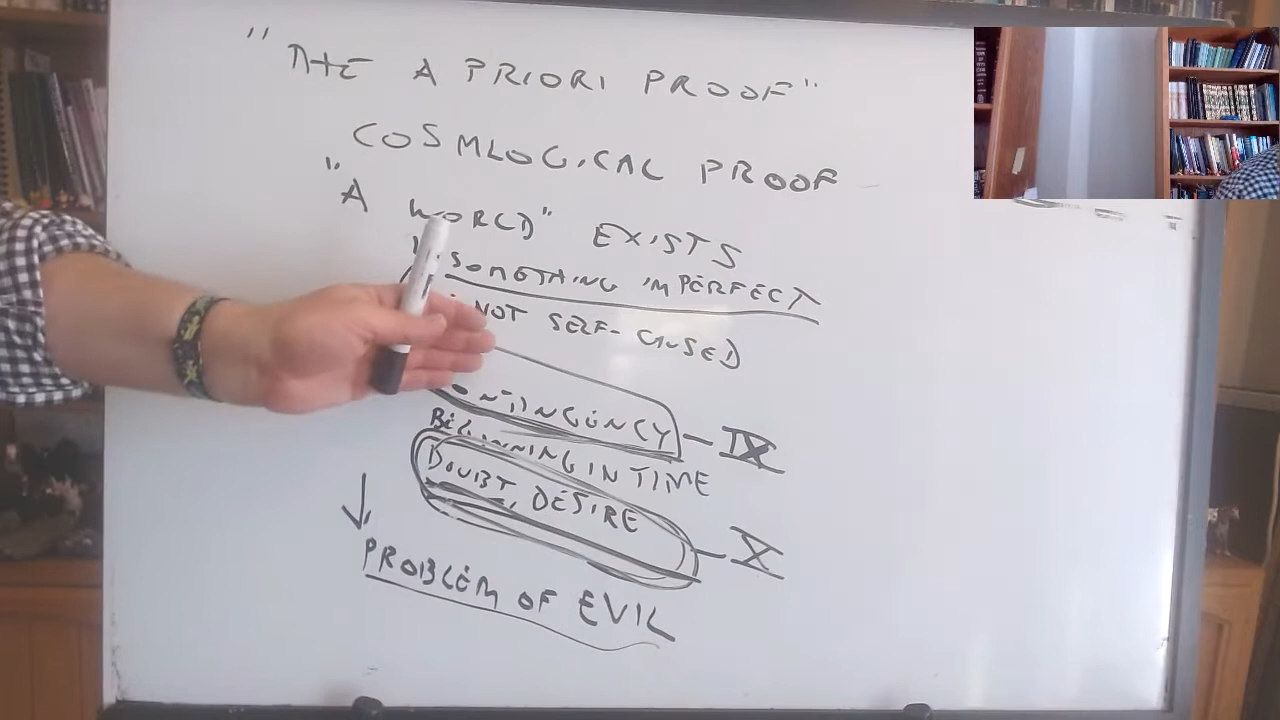 "THE A PRIORI PROOF"
COSMLOGICAL PROOF
"A WORLD" EXISTS
SOMETHING IMPERFECT
NOT SELF-CAUSED
CONTINGENCY - IX
BEGINNING IN TIME
DOUBT, DESIRE - X
PROBLEM OF EVIL